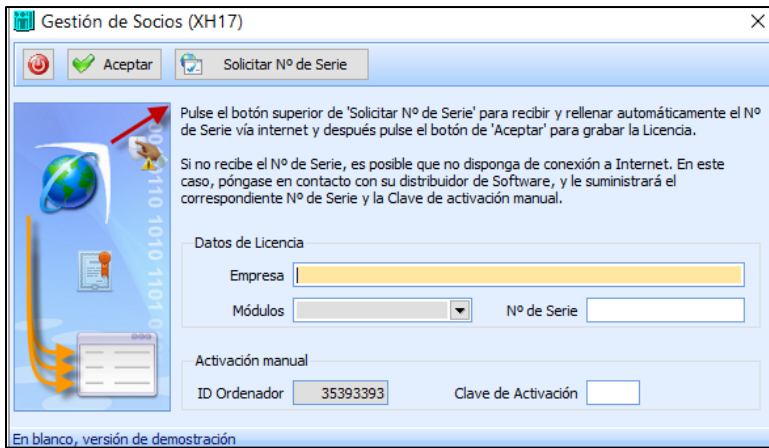 Gestión de Socios (XH17)
Aceptar Solicitar Nº de Serie
Pulse el botón superior de 'Solicitar Nº de Serie' para recibir y rellenar automáticamente el Nº
de Serie vía internet y después pulse el botón de 'Aceptar' para grabar la Licencia.
Si no recibe el Nº de Serie, es posible que no disponga de conexión a Internet. En este
caso, póngase en contacto con su distribuidor de Software, y le suministrará el
correspondiente Nº de Serie y la Clave de activación manual.
Datos de Licencia
Empresa
Módulos Nº de Serie
Activación manual
ID Ordenador 35393393 Clave de Activación
En blanco, versión de demostración